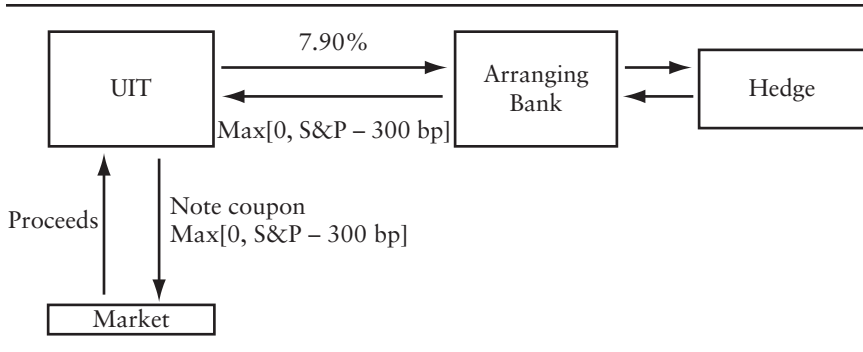 7.90%
UIT
Arranging
Bank
Hedge
Max[0, S&P – 300 bp]
Proceeds
Note coupon
Max[0, S&P – 300 bp]
Market